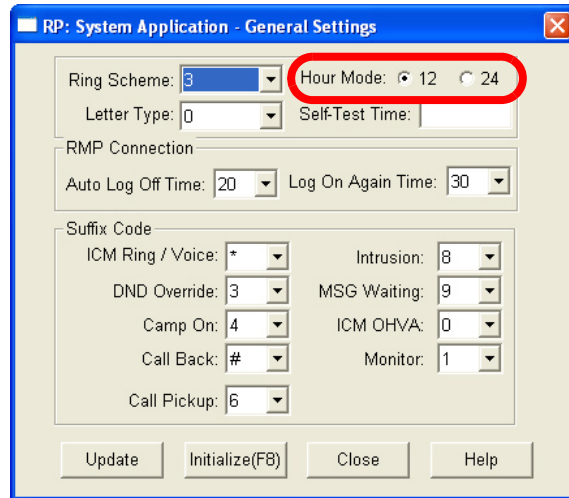 RP: System Application - General Settings
Ring Scheme: 3 Hour Mode: 12 24
Letter Type: 0 Self-Test Time:
RMP Connection
Auto Log Off Time: 20 Log On Again Time: 30
Suffix Code
ICM Ring / Voice: * Intrusion: 8
DND Override: 3 MSG Waiting: 9
Camp On: 4 ICM OHVA: 0
Call Back: # Monitor: 1
Call Pickup: 6
Update Initialize(F8) Close Help